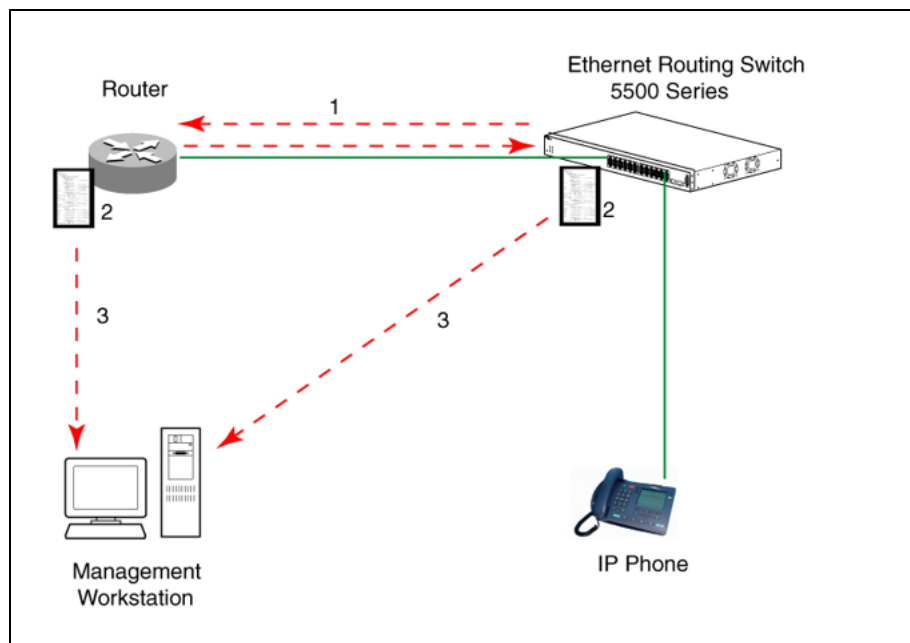 Ethernet Routing Switch
5500 Series
Router
1
2
2
3
3
Management
Workstation
IP Phone